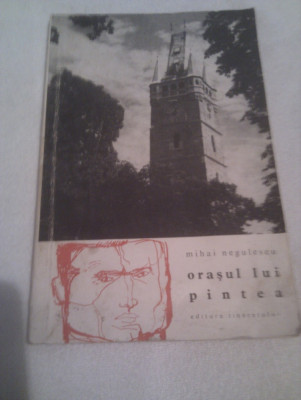 mihai negulescu
orașul lui
pintea
editura tineretului